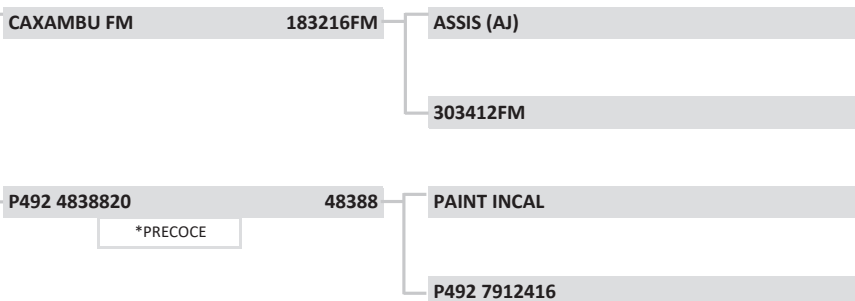 CAXAMBU FM 183216FM
ASSIS (AJ)
303412FM
P492 4838820 48388
*PRECOCE
PAINT INCAL
P492 7912416